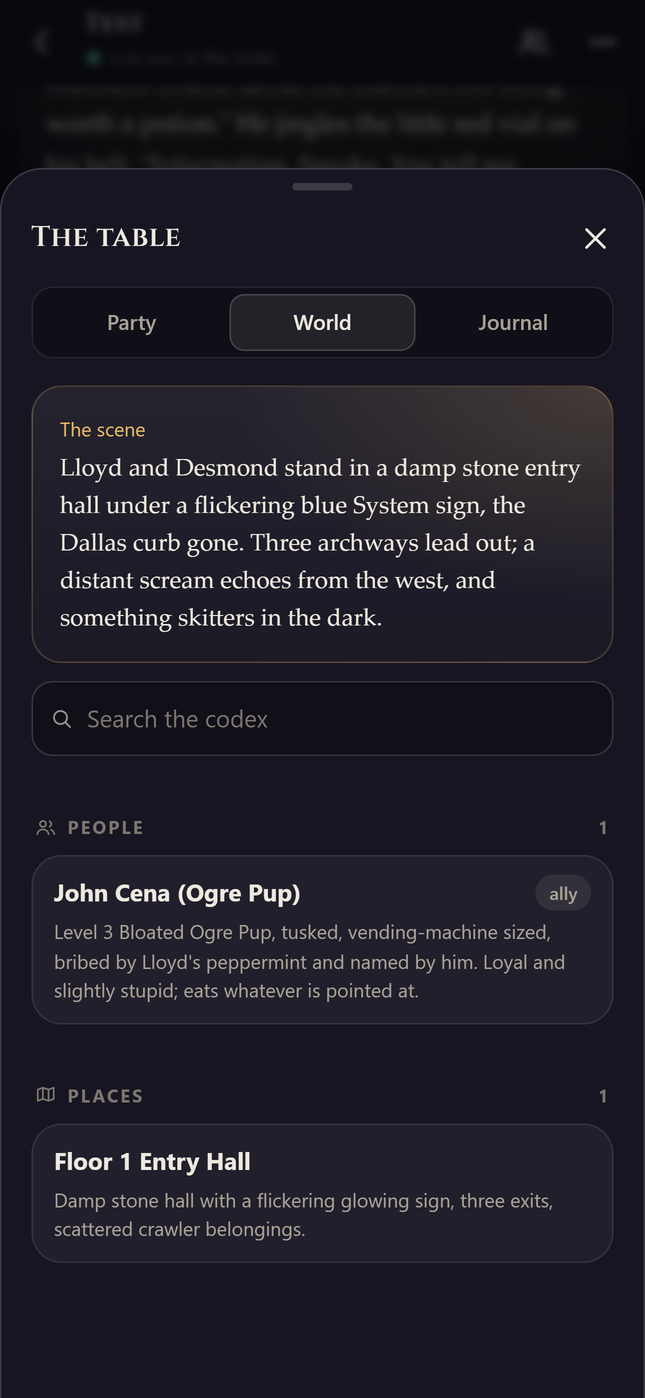 THE TABLE
Party
World
Journal
The scene
Lloyd and Desmond stand in a damp stone entry
hall under a flickering blue System sign, the
Dallas curb gone. Three archways lead out; a
distant scream echoes from the west, and
something skitters in the dark.
Search the codex
PEOPLE 1
John Cena (Ogre Pup) ally
Level 3 Bloated Ogre Pup, tusked, vending-machine sized,
bribed by Lloyd's peppermint and named by him. Loyal and
slightly stupid; eats whatever is pointed at.
PLACES 1
Floor 1 Entry Hall
Damp stone hall with a flickering glowing sign, three exits,
scattered crawler belongings.